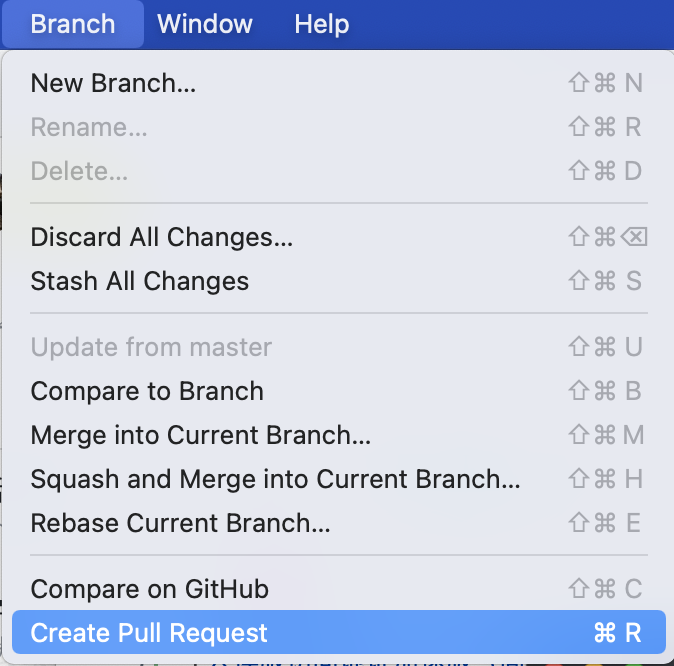 Branch Window Help
New Branch... ⇧⌘ N
Rename... ⇧⌘ R
Delete... ⇧⌘ D
Discard All Changes... ⇧⌘⌫
Stash All Changes ⇧⌘ S
Update from master ⇧⌘ U
Compare to Branch ⇧⌘ B
Merge into Current Branch... ⇧⌘ M
Squash and Merge into Current Branch... ⇧⌘ H
Rebase Current Branch... ⇧⌘ E
Compare on GitHub ⇧⌘ C
Create Pull Request ⌘ R